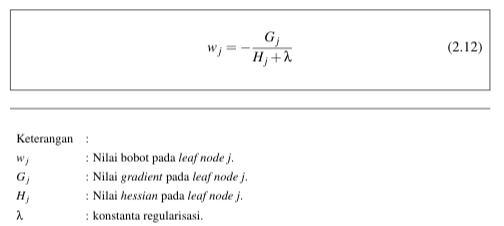 w_j = -\frac{G_j}{H_j + λ} (2.12)
Keterangan :
w_j : Nilai bobot pada leaf node j.
G_j : Nilai gradient pada leaf node j.
H_j : Nilai hessian pada leaf node j.
λ : konstanta regularisasi.